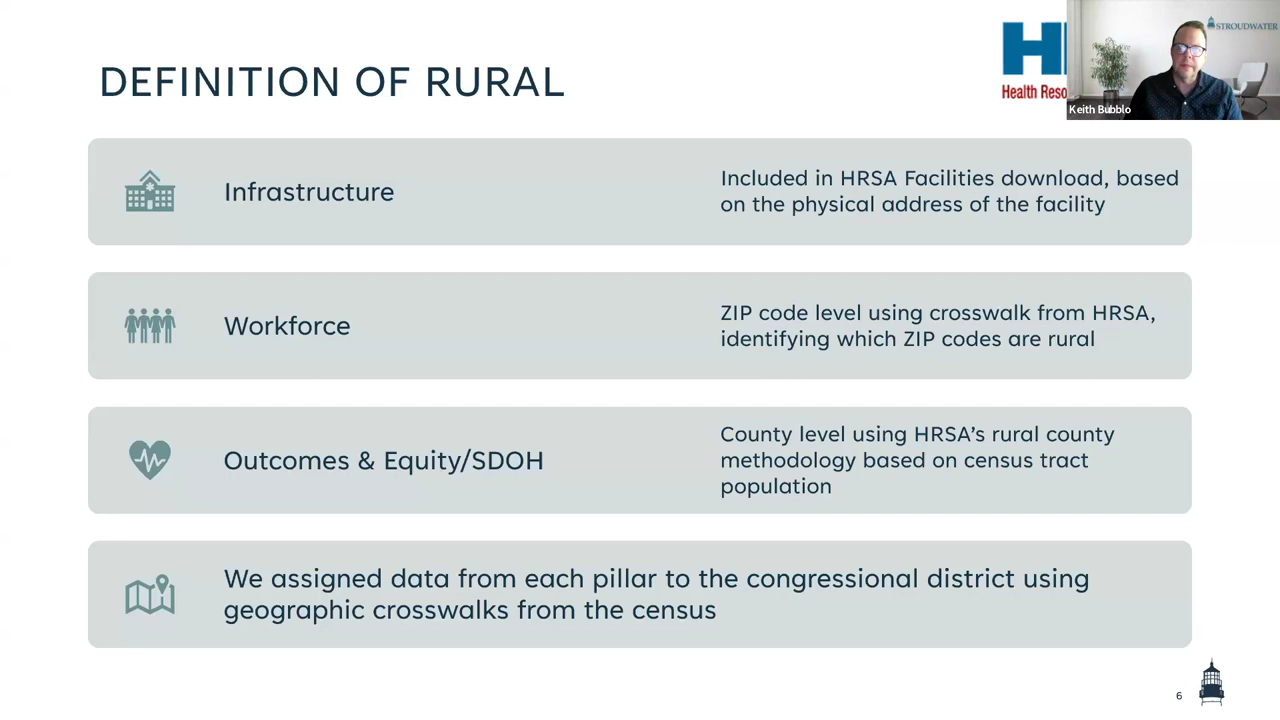 DEFINITION OF RURAL
H
Health Reso
STROUDWATER
Keith Bubblo
Infrastructure
Included in HRSA Facilities download, based
on the physical address of the facility
Workforce
ZIP code level using crosswalk from HRSA,
identifying which ZIP codes are rural
Outcomes & Equity/SDOH
County level using HRSA's rural county
methodology based on census tract
population
We assigned data from each pillar to the congressional district using
geographic crosswalks from the census
6